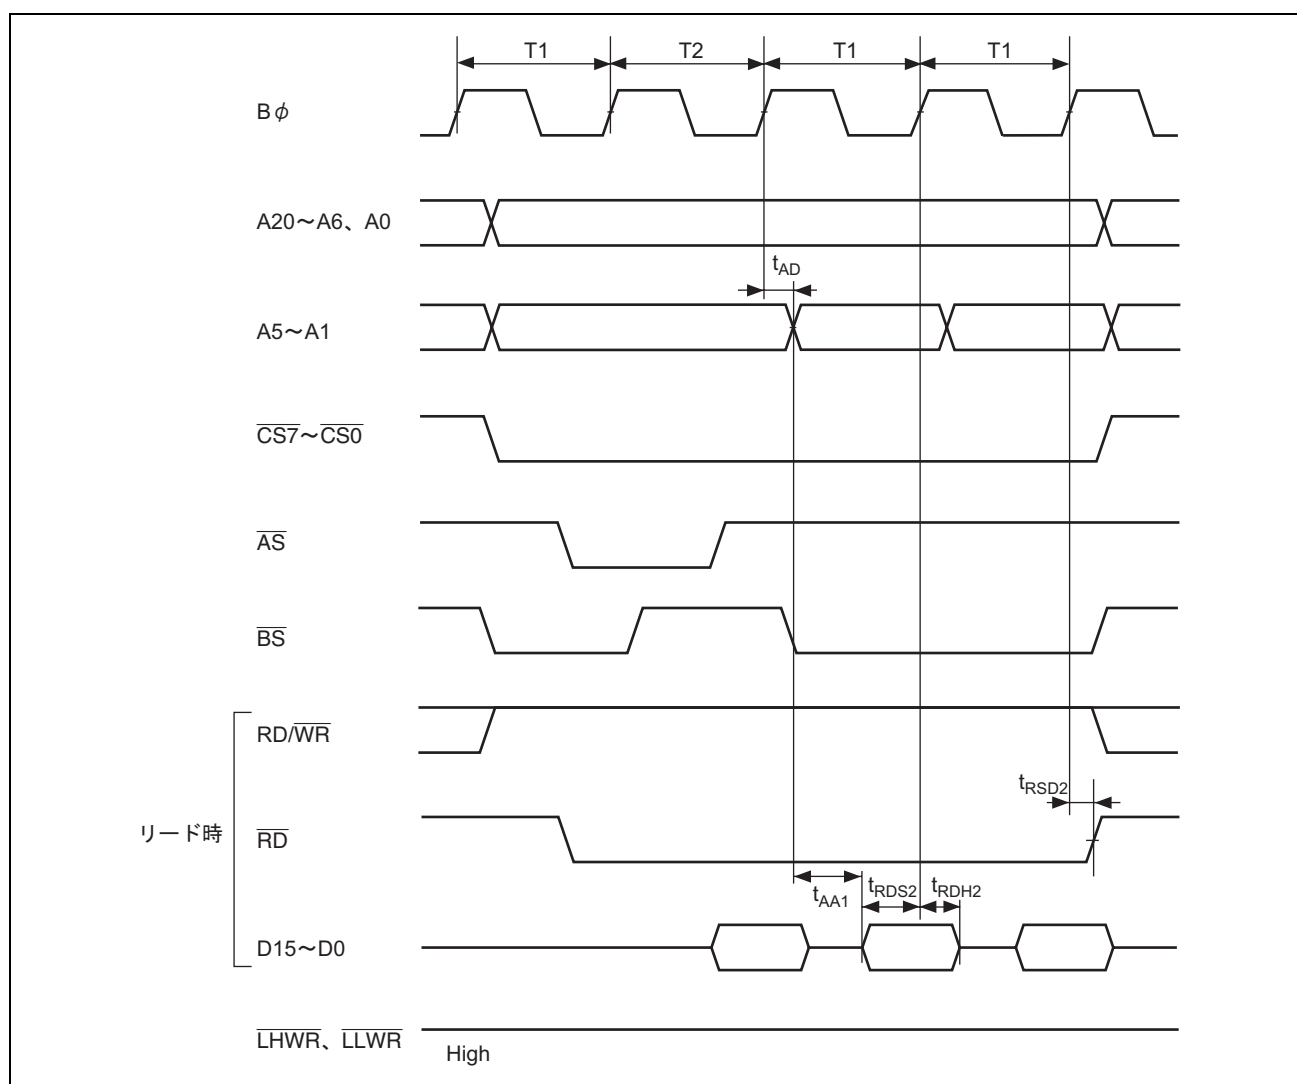 T1 T2 T1 T1
Bφ
A20～A6、A0
tAD
A5～A1
CS7～CS0
AS
BS
RD/WR
tRSD2
リード時
RD
tAA1 tRDS2 tRDH2
D15～D0
LHWR、LLWR
High